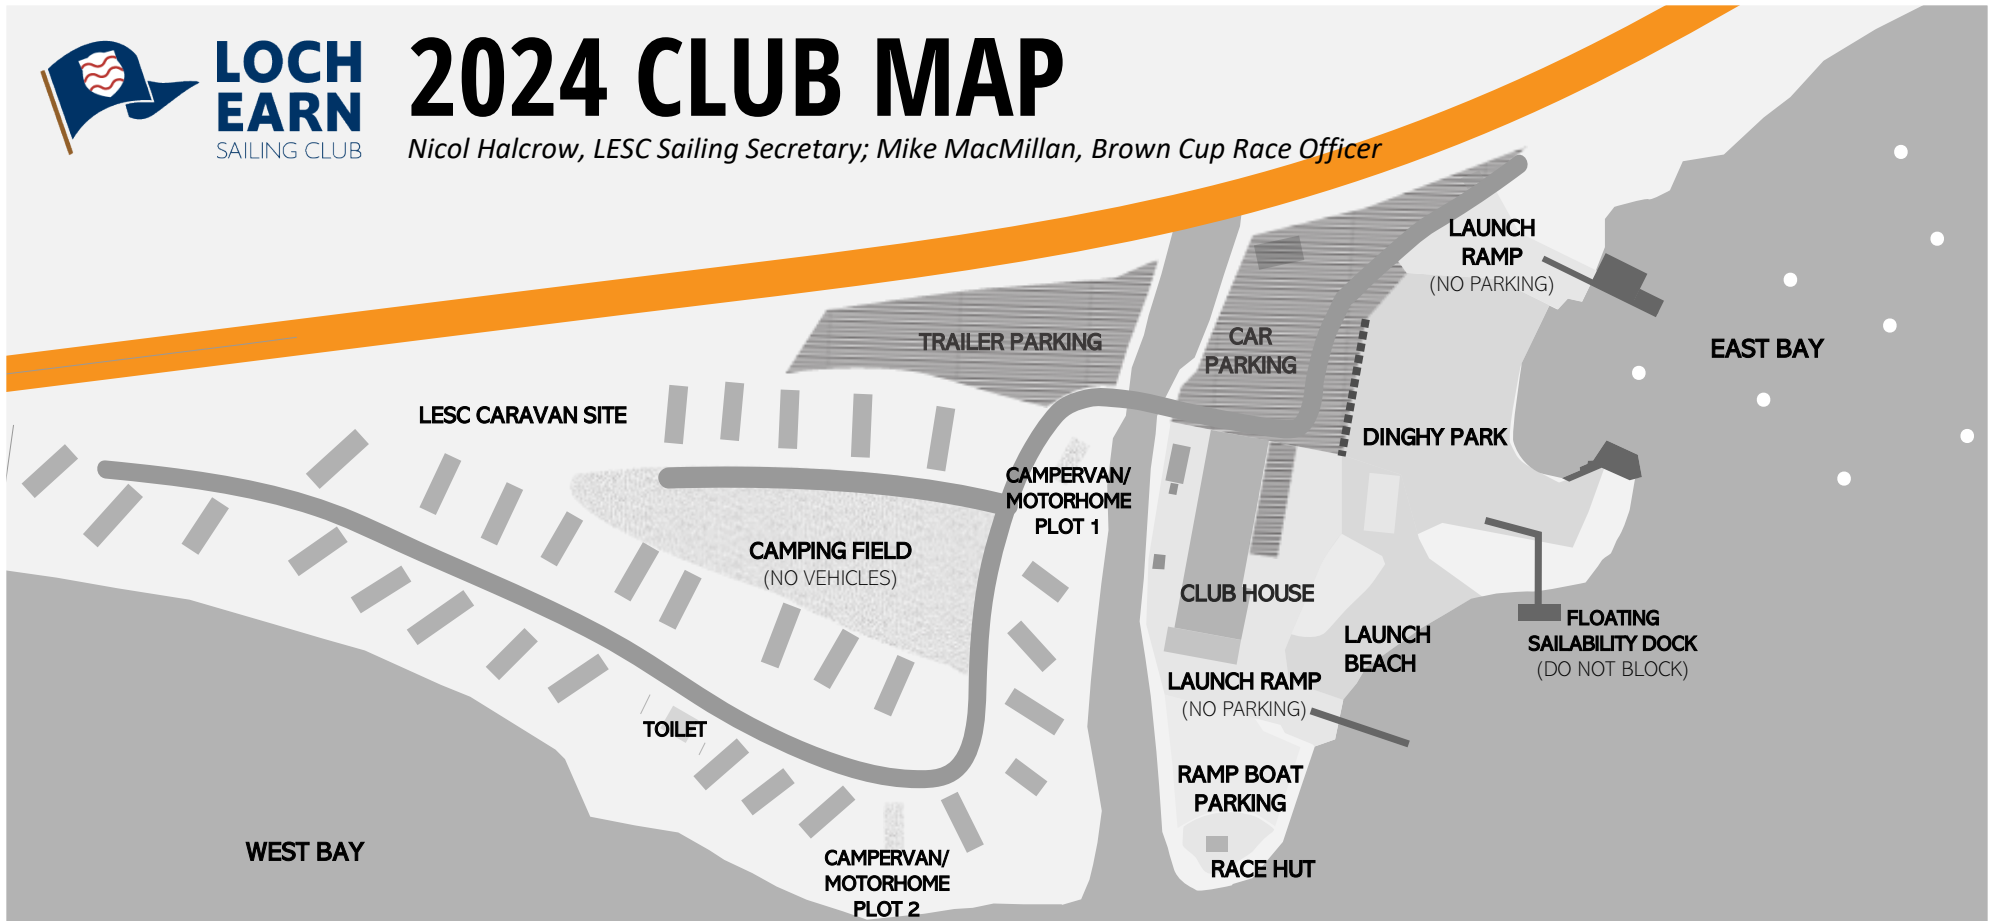 LOCH
EARN
SAILING CLUB
2024 CLUB MAP
Nicol Halcrow, LESC Sailing Secretary; Mike MacMillan, Brown Cup Race Officer
LAUNCH
RAMP
(NO PARKING)
TRAILER PARKING
CAR
PARKING
EAST BAY
LESC CARAVAN SITE
DINGHY PARK
CAMPERVAN/
MOTORHOME
PLOT 1
CAMPING FIELD
(NO VEHICLES)
CLUB HOUSE
LAUNCH
BEACH
FLOATING
SAILABILITY DOCK
(DO NOT BLOCK)
LAUNCH RAMP
(NO PARKING)
TOILET
RAMP BOAT
PARKING
WEST BAY
CAMPERVAN/
MOTORHOME
PLOT 2
RACE HUT